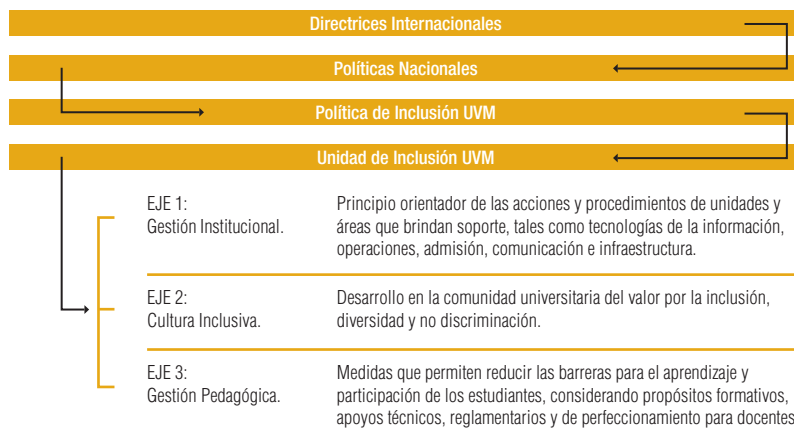 Directrices Internacionales
Políticas Nacionales
Política de Inclusión UVM
Unidad de Inclusión UVM
EJE 1:
Gestión Institucional.
Principio orientador de las acciones y procedimientos de unidades y
áreas que brindan soporte, tales como tecnologías de la información,
operaciones, admisión, comunicación e infraestructura.
EJE 2:
Cultura Inclusiva.
Desarrollo en la comunidad universitaria del valor por la inclusión,
diversidad y no discriminación.
EJE 3:
Gestión Pedagógica.
Medidas que permiten reducir las barreras para el aprendizaje y
participación de los estudiantes, considerando propósitos formativos,
apoyos técnicos, reglamentarios y de perfeccionamiento para docentes